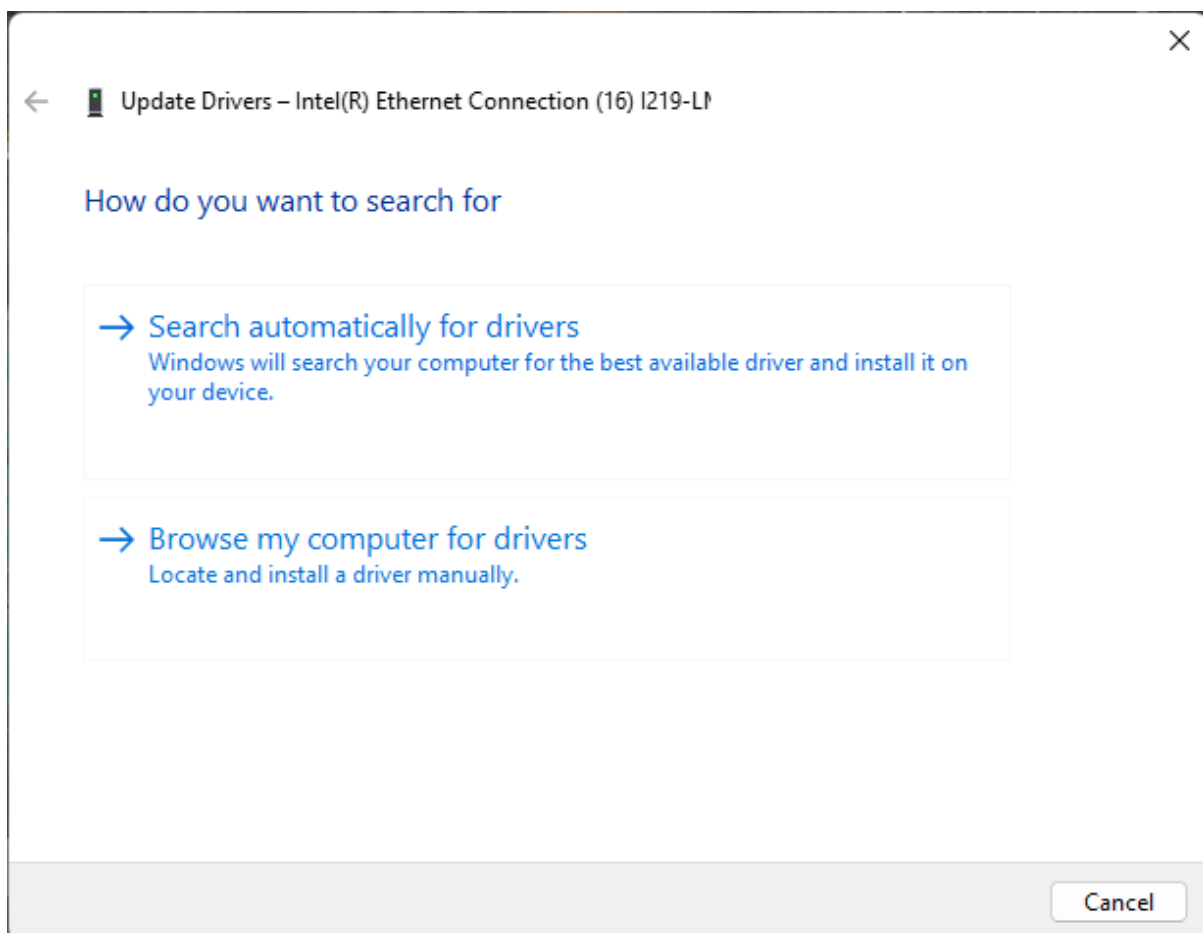 Update Drivers – Intel(R) Ethernet Connection (16) I219-LM
How do you want to search for
Search automatically for drivers
Windows will search your computer for the best available driver and install it on
your device.
Browse my computer for drivers
Locate and install a driver manually.
Cancel